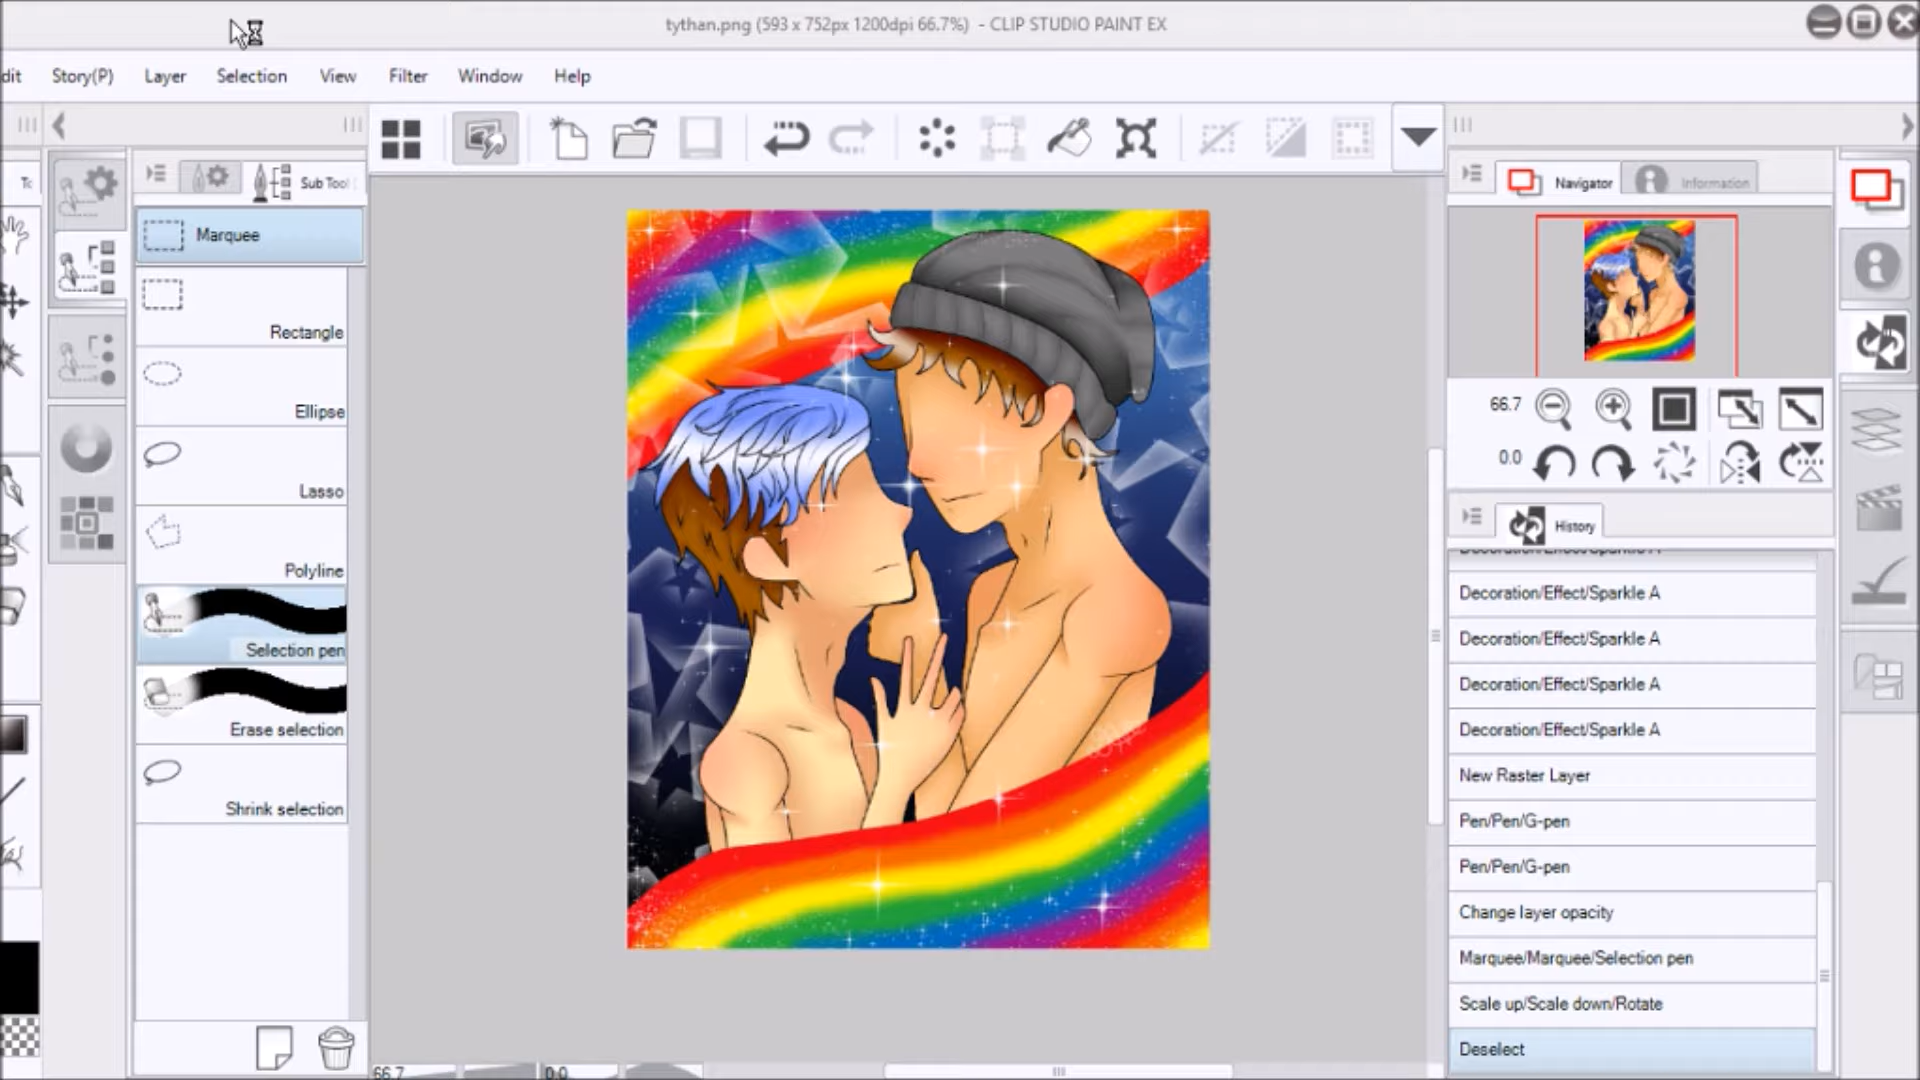 tythan.png (593 x 752px 1200dpi 66.7%) - CLIP STUDIO PAINT EX
dit Story(P) Layer Selection View Filter Window Help
Sub Tool
Navigator
Information
Marquee
Rectangle
Ellipse
Lasso
Polyline
Selection pen
Erase selection
Shrink selection
66.7
0.0
History
Decoration/Effect/Sparkle A
Decoration/Effect/Sparkle A
Decoration/Effect/Sparkle A
Decoration/Effect/Sparkle A
Decoration/Effect/Sparkle A
New Raster Layer
Pen/Pen/G-pen
Pen/Pen/G-pen
Change layer opacity
Marquee/Marquee/Selection pen
Scale up/Scale down/Rotate
Deselect
66.7 0.0